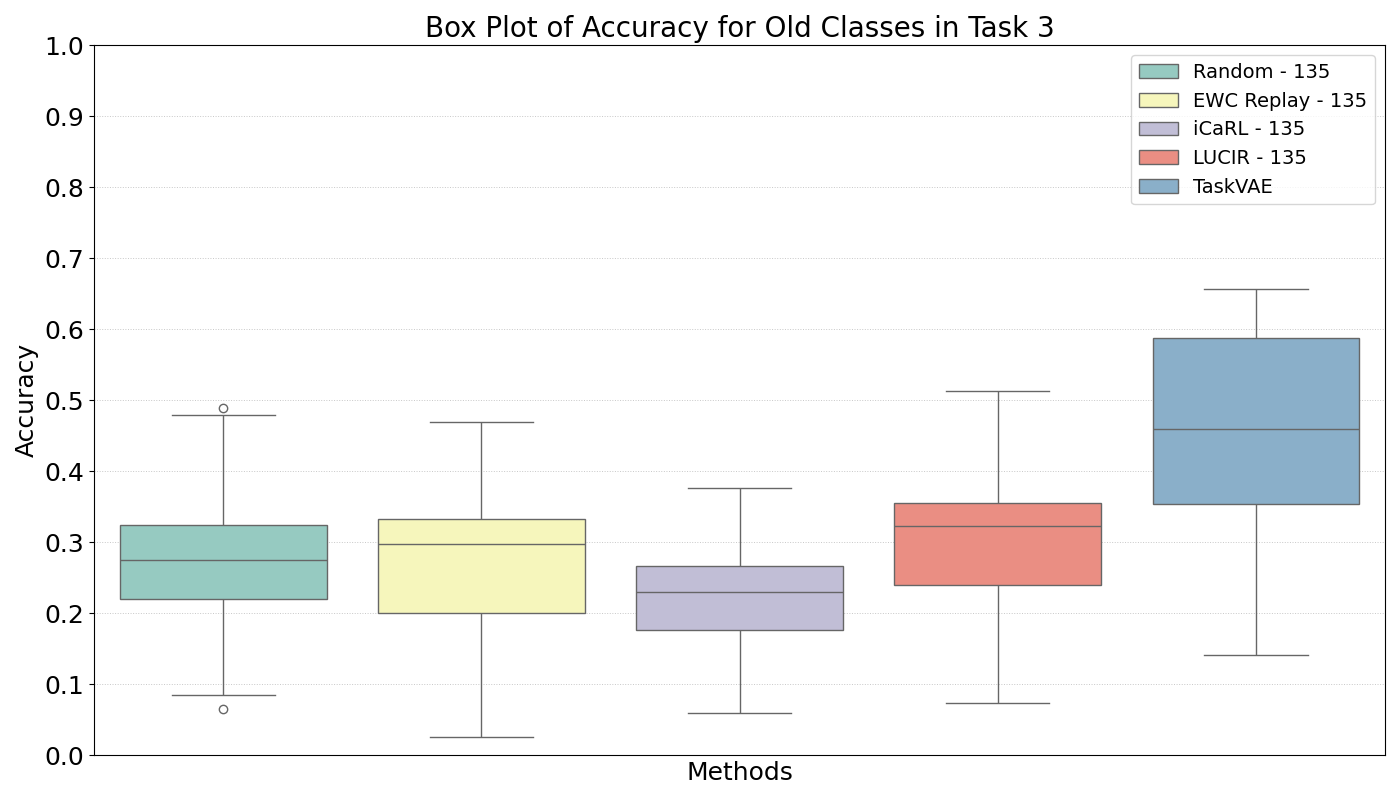 Box Plot of Accuracy for Old Classes in Task 3
1.0
0.9
0.8
0.7
0.6
0.5
0.4
0.3
0.2
0.1
0.0
Accuracy
Methods
Random - 135
EWC Replay - 135
iCaRL - 135
LUCIR - 135
TaskVAE